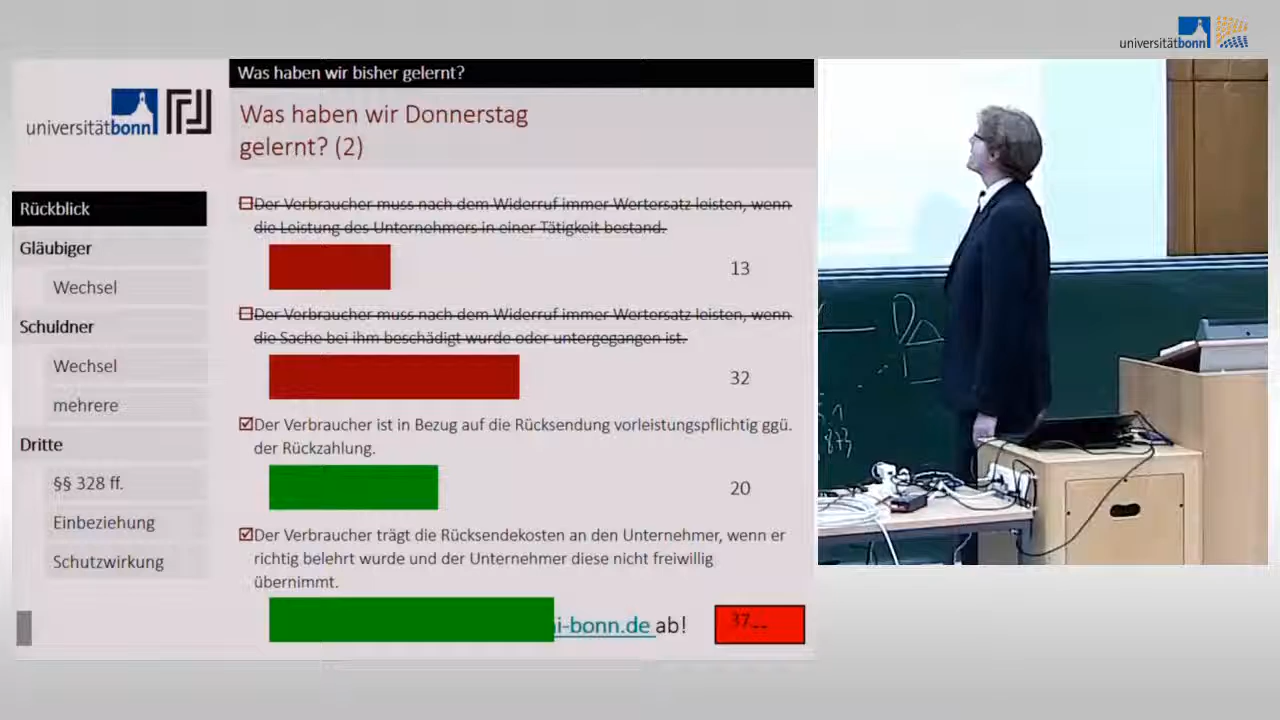 universitätbonn
Was haben wir bisher gelernt?
universitätbonn
Was haben wir Donnerstag
gelernt? (2)
Rückblick
Gläubiger
Wechsel
Schuldner
Wechsel
mehrere
Dritte
§§ 328 ff.
Einbeziehung
Schutzwirkung
Der Verbraucher muss nach dem Widerruf immer Wertersatz leisten, wenn
die Leistung des Unternehmers in einer Tätigkeit bestand.
13
Der Verbraucher muss nach dem Widerruf immer Wertersatz leisten, wenn
die Sache bei ihm beschädigt wurde oder untergegangen ist.
32
Der Verbraucher ist in Bezug auf die Rücksendung vorleistungspflichtig ggü.
der Rückzahlung.
20
Der Verbraucher trägt die Rücksendekosten an den Unternehmer, wenn er
richtig belehrt wurde und der Unternehmer diese nicht freiwillig
übernimmt.
i-bonn.de ab!
37